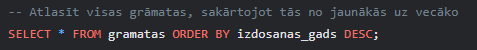 -- Atlasīt visas grāmatas, sakārtojot tās no jaunākās uz vecāko
SELECT * FROM gramatas ORDER BY izdosanas_gads DESC;